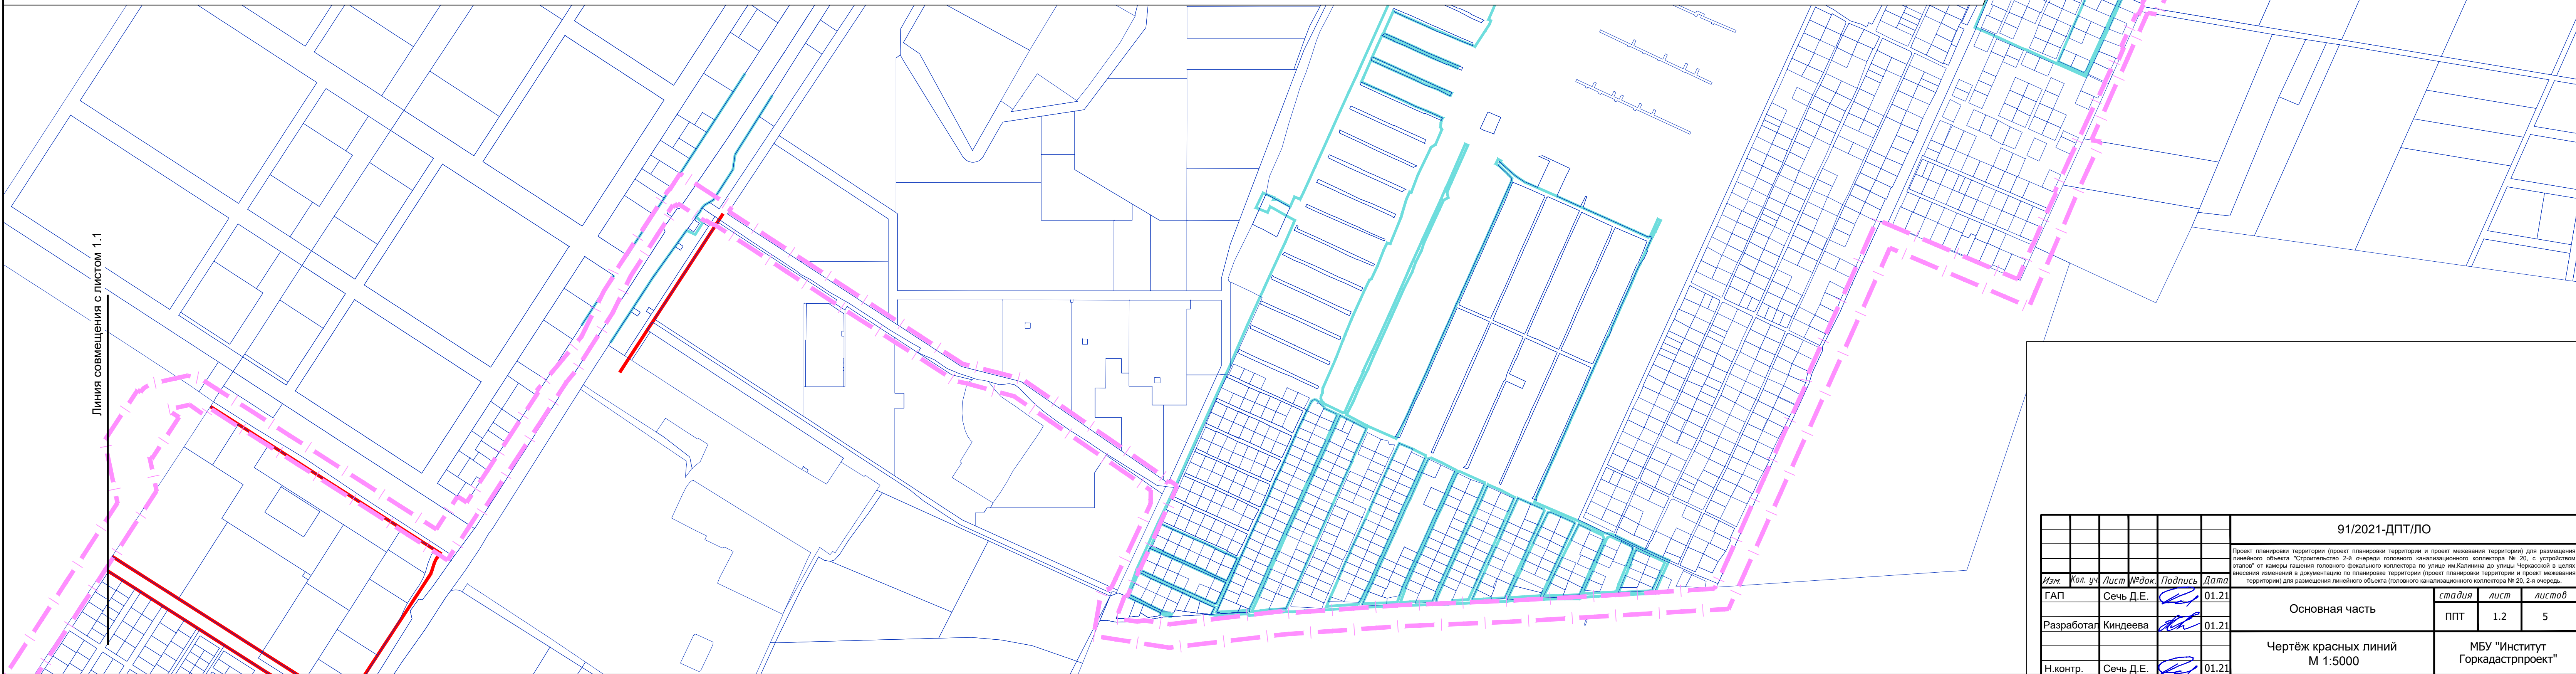 Линия совмещения с листом 1.1
91/2021-ДПТ/ЛО
Проект планировки территории (проект планировки территории и проект межевания территории) для размещения
линейного объекта "Строительство 2-й очереди головного канализационного коллектора № 20, с устройством
этапов" от камеры гашения головного фекального коллектора по улице им.Калинина до улицы Черкасской в целях
внесения изменений в документацию по планировке территории (проект планировки территории и проект межевания
территории) для размещения линейного объекта (головного канализационного коллектора № 20, 2-я очередь.
Изм. Кол. уч Лист №док. Подпись Дата
ГАП Сечь Д.Е. 01.21
Основная часть
стадия лист листов
ППТ 1.2 5
Разработал Киндеева 01.21
Чертёж красных линий
М 1:5000
МБУ "Институт
Горкадастрпроект"
Н.контр. Сечь Д.Е. 01.21